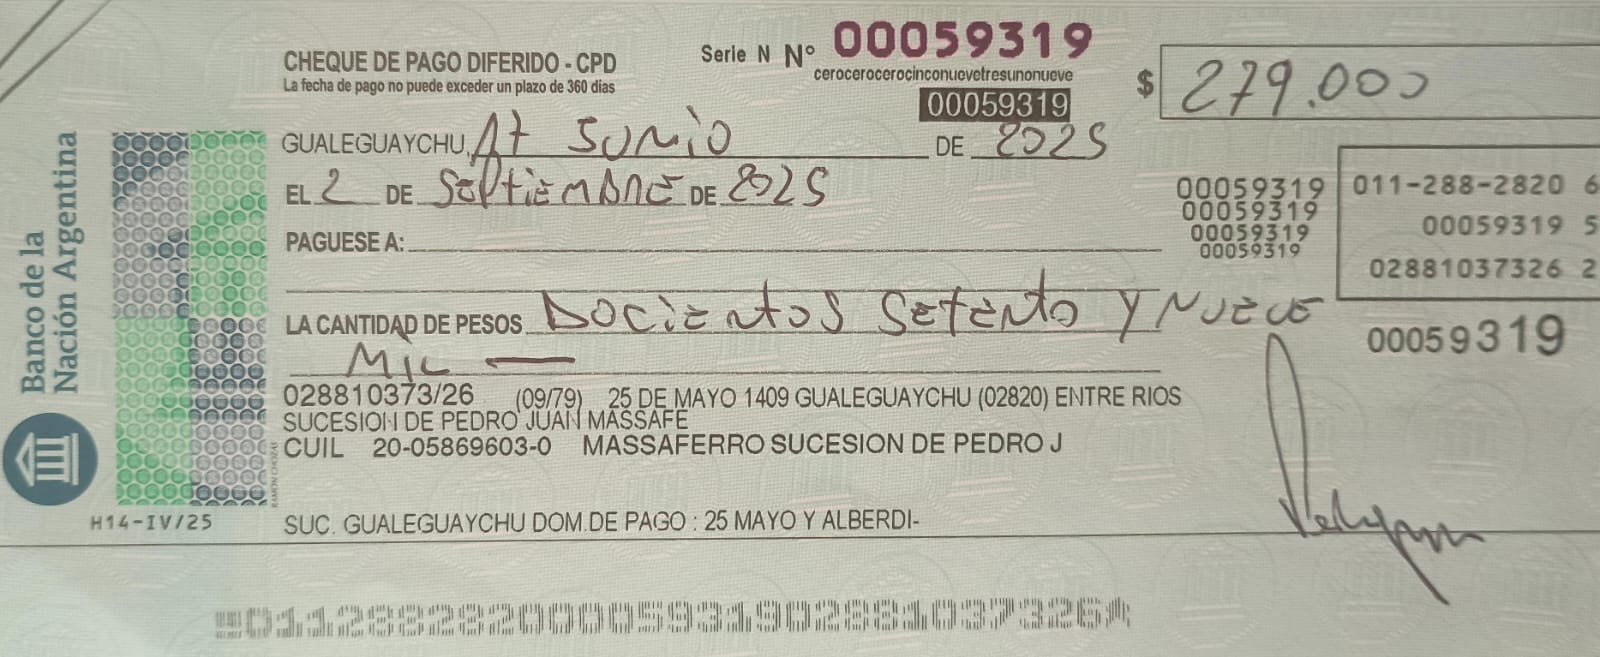 CHEQUE DE PAGO DIFERIDO - CPD
La fecha de pago no puede exceder un plazo de 360 días
Serie N Nº 00059319
cerocerocerocinconuevetresunonueve
00059319
$ 279.000
GUALEGUAYCHU, 17 Junio DE 2025
EL 2 DE Septiembre DE 2025
PAGUESE A:
00059319
00059319
00059319
00059319
011-288-2820 6
00059319 5
02881037326 2
LA CANTIDAD DE PESOS Docientos Setenta y Nueve
Mil
00059319
028810373/26 (09/79) 25 DE MAYO 1409 GUALEGUAYCHU (02820) ENTRE RIOS
SUCESION DE PEDRO JUAN MASSAFE
CUIL 20-05869603-0 MASSAFERRO SUCESION DE PEDRO J
SUC. GUALEGUAYCHU DOM.DE PAGO : 25 MAYO Y ALBERDI-
Banco de la
Nación Argentina
RAMON CHOZAS
H14-IV/25
01128828200005931902881037326